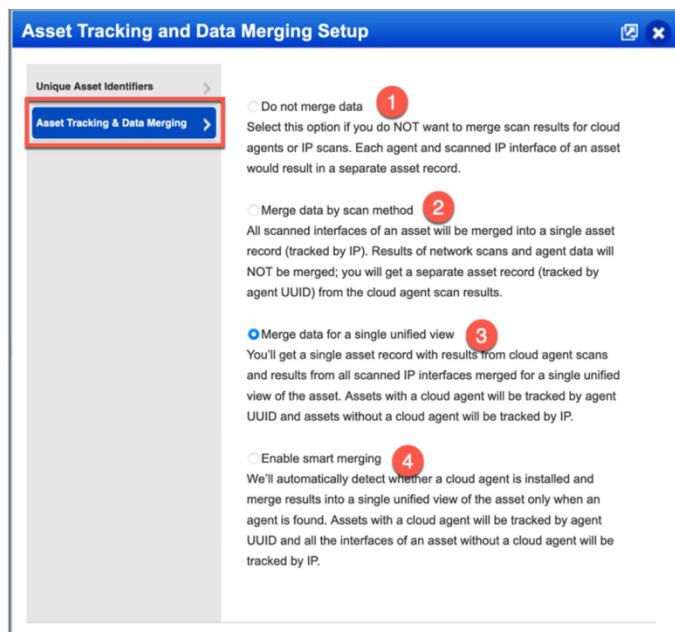 Asset Tracking and Data Merging Setup
Unique Asset Identifiers
Asset Tracking & Data Merging
Do not merge data 1
Select this option if you do NOT want to merge scan results for cloud
agents or IP scans. Each agent and scanned IP interface of an asset
would result in a separate asset record.
Merge data by scan method 2
All scanned interfaces of an asset will be merged into a single asset
record (tracked by IP). Results of network scans and agent data will
NOT be merged; you will get a separate asset record (tracked by
agent UUID) from the cloud agent scan results.
Merge data for a single unified view 3
You'll get a single asset record with results from cloud agent scans
and results from all scanned IP interfaces merged for a single unified
view of the asset. Assets with a cloud agent will be tracked by agent
UUID and assets without a cloud agent will be tracked by IP.
Enable smart merging 4
We'll automatically detect whether a cloud agent is installed and
merge results into a single unified view of the asset only when an
agent is found. Assets with a cloud agent will be tracked by agent
UUID and all the interfaces of an asset without a cloud agent will be
tracked by IP.